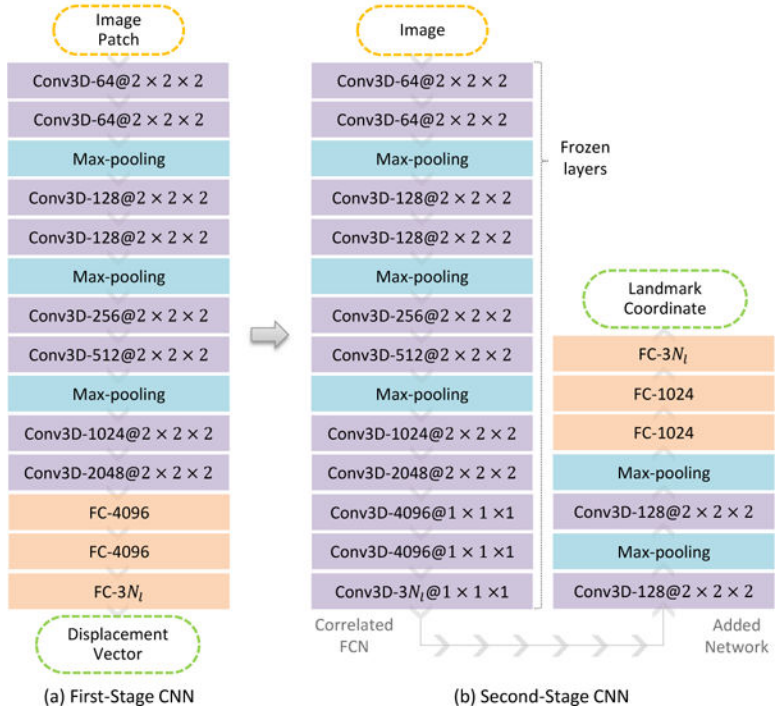 Image
Patch
Conv3D-64@2 × 2 × 2
Conv3D-64@2 × 2 × 2
Max-pooling
Conv3D-128@2 × 2 × 2
Conv3D-128@2 × 2 × 2
Max-pooling
Conv3D-256@2 × 2 × 2
Conv3D-512@2 × 2 × 2
Max-pooling
Conv3D-1024@2 × 2 × 2
Conv3D-2048@2 × 2 × 2
FC-4096
FC-4096
FC-3Nₗ
Displacement
Vector
(a) First-Stage CNN
Image
Conv3D-64@2 × 2 × 2
Conv3D-64@2 × 2 × 2
Max-pooling
Conv3D-128@2 × 2 × 2
Conv3D-128@2 × 2 × 2
Max-pooling
Conv3D-256@2 × 2 × 2
Conv3D-512@2 × 2 × 2
Max-pooling
Conv3D-1024@2 × 2 × 2
Conv3D-2048@2 × 2 × 2
Conv3D-4096@1 × 1 ×1
Conv3D-4096@1 × 1 ×1
Conv3D-3Nₗ@1 × 1 ×1
Correlated
FCN
Frozen
layers
Landmark
Coordinate
FC-3Nₗ
FC-1024
FC-1024
Max-pooling
Conv3D-128@2 × 2 × 2
Max-pooling
Conv3D-128@2 × 2 × 2
Added
Network
(b) Second-Stage CNN